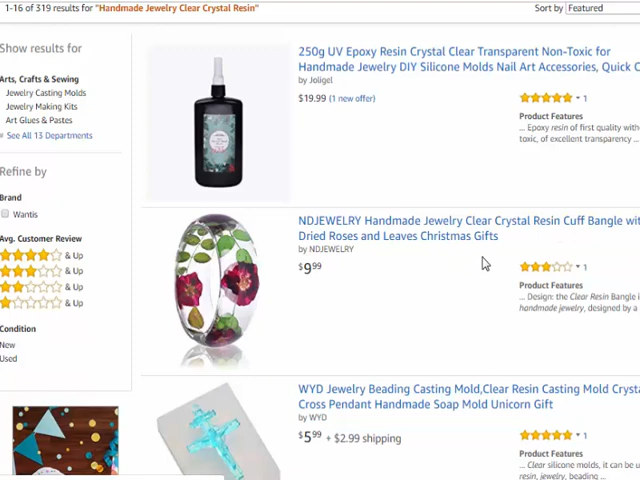 1-16 of 319 results for "Handmade Jewelry Clear Crystal Resin"
Sort by Featured
Show results for
Arts, Crafts & Sewing
Jewelry Casting Molds
Jewelry Making Kits
Art Glues & Pastes
See All 13 Departments
Refine by
Brand
Wantis
Avg. Customer Review
& Up
& Up
& Up
& Up
Condition
New
Used
250g UV Epoxy Resin Crystal Clear Transparent Non-Toxic for
Handmade Jewelry DIY Silicone Molds Nail Art Accessories, Quick C
by Joligel
$19.99 (1 new offer)
1
Product Features
... Epoxy resin of first quality with
toxic, of excellent transparency ...
NDJEWELRY Handmade Jewelry Clear Crystal Resin Cuff Bangle wit
Dried Roses and Leaves Christmas Gifts
by NDJEWELRY
$9.99
1
Product Features
... Design: the Clear Resin Bangle i
handmade jewelry, designed by a
WYD Jewelry Beading Casting Mold,Clear Resin Casting Mold Cryst
Cross Pendant Handmade Soap Mold Unicorn Gift
by WYD
$5.99 + $2.99 shipping
1
Product Features
... Clear silicone molds, it can be u
resin, jewelry, beading ...